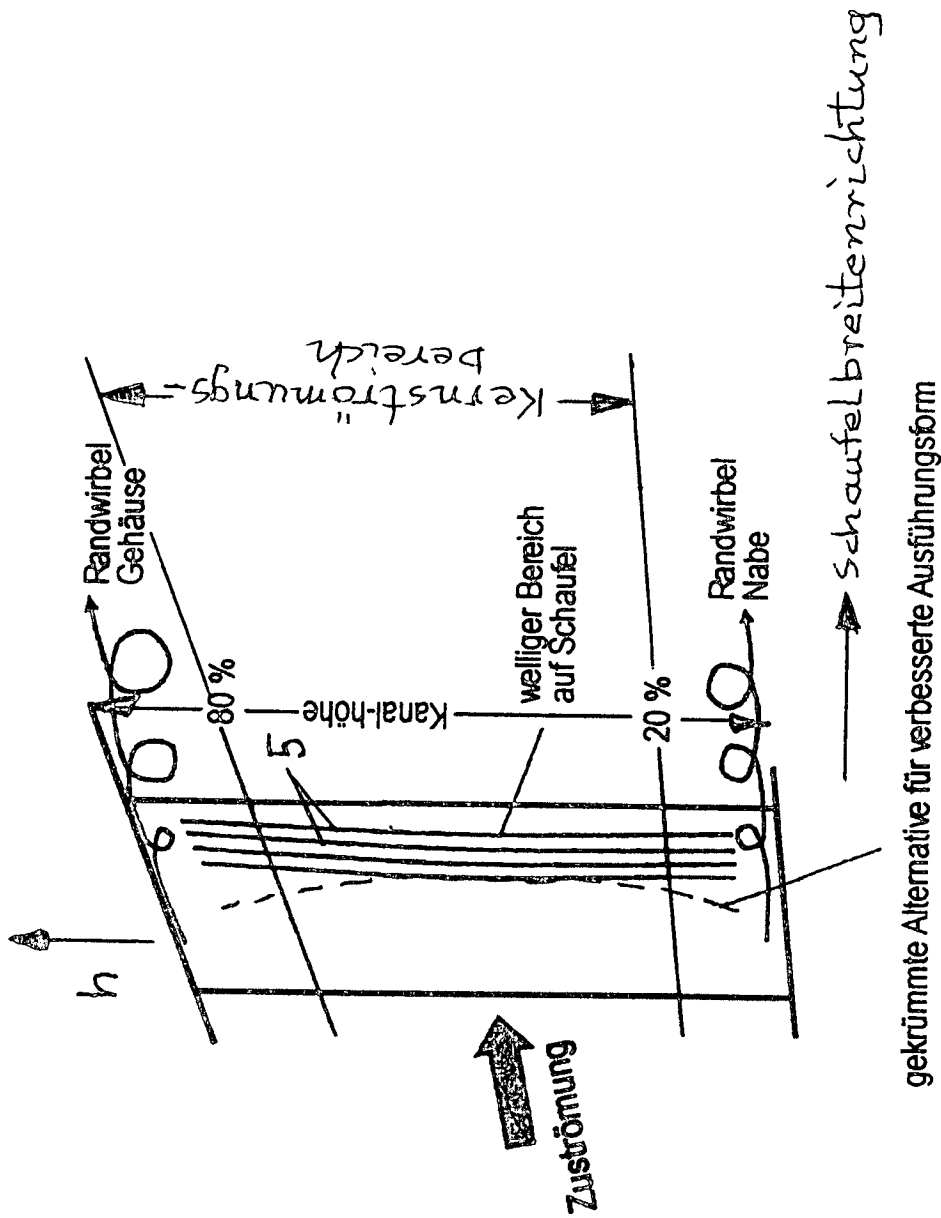 h
Randwirbel
Gehäuse
80 %
Kanal-höhe
5
Kernströmungs-
bereich
welliger Bereich
auf Schaufel
20 %
Randwirbel
Nabe
Zuströmung
Schaufelbreitenrichtung
gekrümmte Alternative für verbesserte Ausführungsform